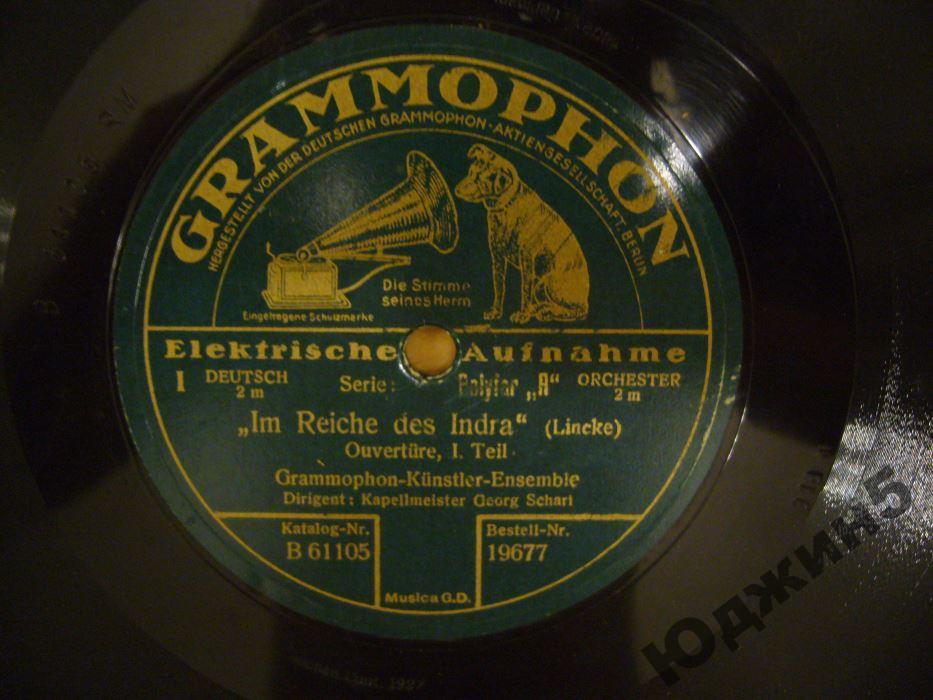 GRAMMOPHON
HERGESTELLT VON DER DEUTSCHEN GRAMMOPHON-AKTIENGESELLSCHAFT, BERLIN
Die Stimme
seines Herrn
Eingetragene Schutzmarke
Elektrische Aufnahme
I DEUTSCH 2 m Serie: Polyfar „A“ ORCHESTER 2 m
„Im Reiche des Indra“ (Lincke)
Ouvertüre, I. Teil
Grammophon-Künstler-Ensemble
Dirigent: Kapellmeister Georg Scharf
Katalog-Nr. Bestell-Nr.
B 61105 19677
Musica G.D.
ЮДЖИН5